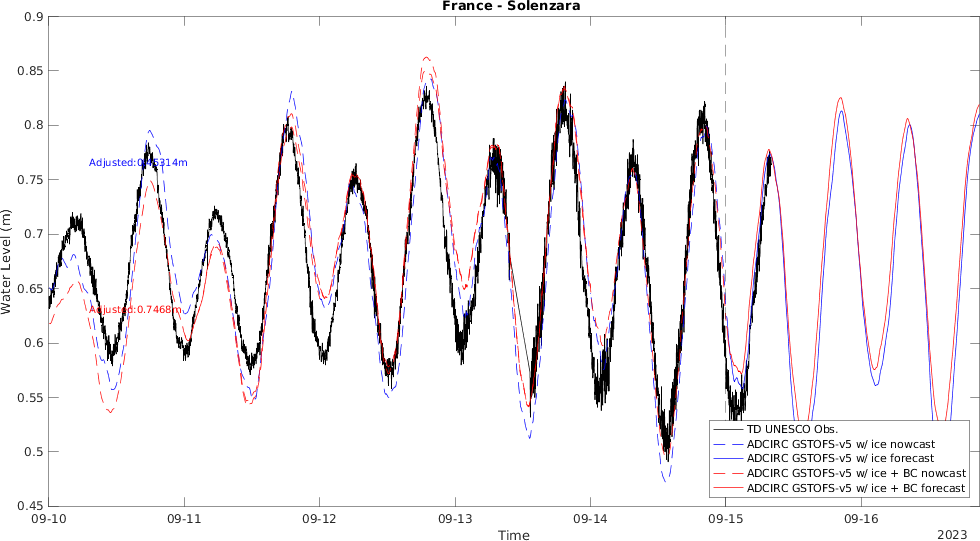 France - Solenzara
0.9
0.85
0.8
0.75
0.7
0.65
0.6
0.55
0.5
0.45
Water Level (m)
Adjusted:0.45314m
Adjusted:0.7468m
TD UNESCO Obs.
ADCIRC GSTOFS-v5 w/ ice nowcast
ADCIRC GSTOFS-v5 w/ ice forecast
ADCIRC GSTOFS-v5 w/ ice + BC nowcast
ADCIRC GSTOFS-v5 w/ ice + BC forecast
09-10 09-11 09-12 09-13 09-14 09-15 09-16
Time
2023